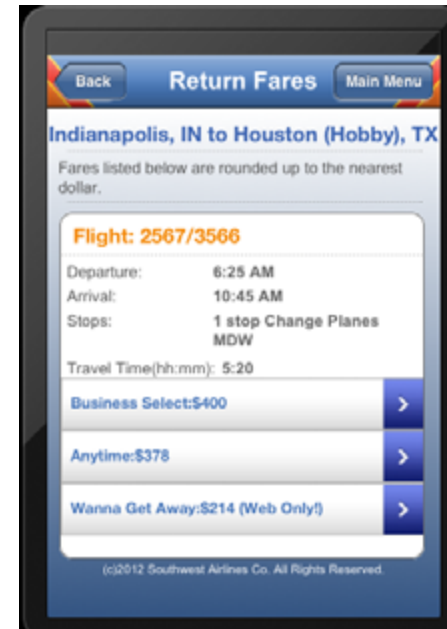 Back
Return Fares
Main Menu
Indianapolis, IN to Houston (Hobby), TX
Fares listed below are rounded up to the nearest
dollar.
Flight: 2567/3566
Departure: 6:25 AM
Arrival: 10:45 AM
Stops: 1 stop Change Planes
MDW
Travel Time(hh:mm): 5:20
Business Select:$400
Anytime:$378
Wanna Get Away:$214 (Web Only!)
(c)2012 Southwest Airlines Co. All Rights Reserved.